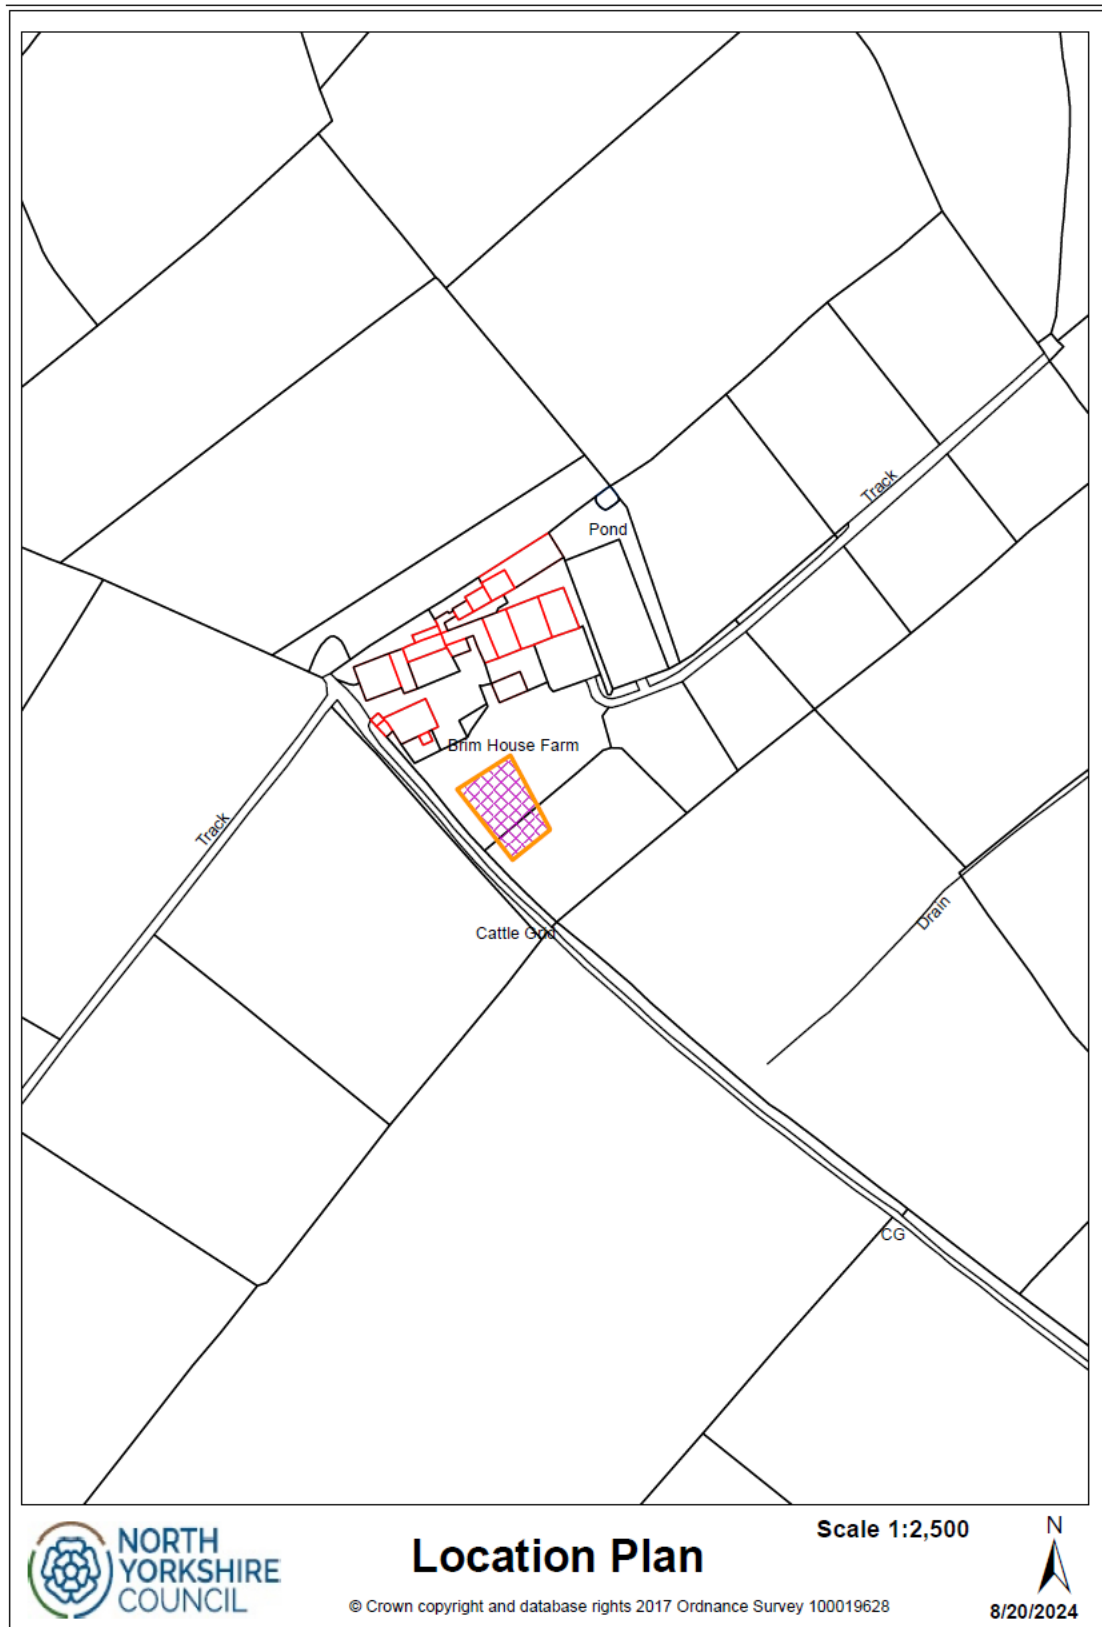 Track
Pond
Brim House Farm
Track
Drain
Cattle Grid
CG
NORTH
YORKSHIRE
COUNCIL
Location Plan
Scale 1:2,500
N
© Crown copyright and database rights 2017 Ordnance Survey 100019628
8/20/2024